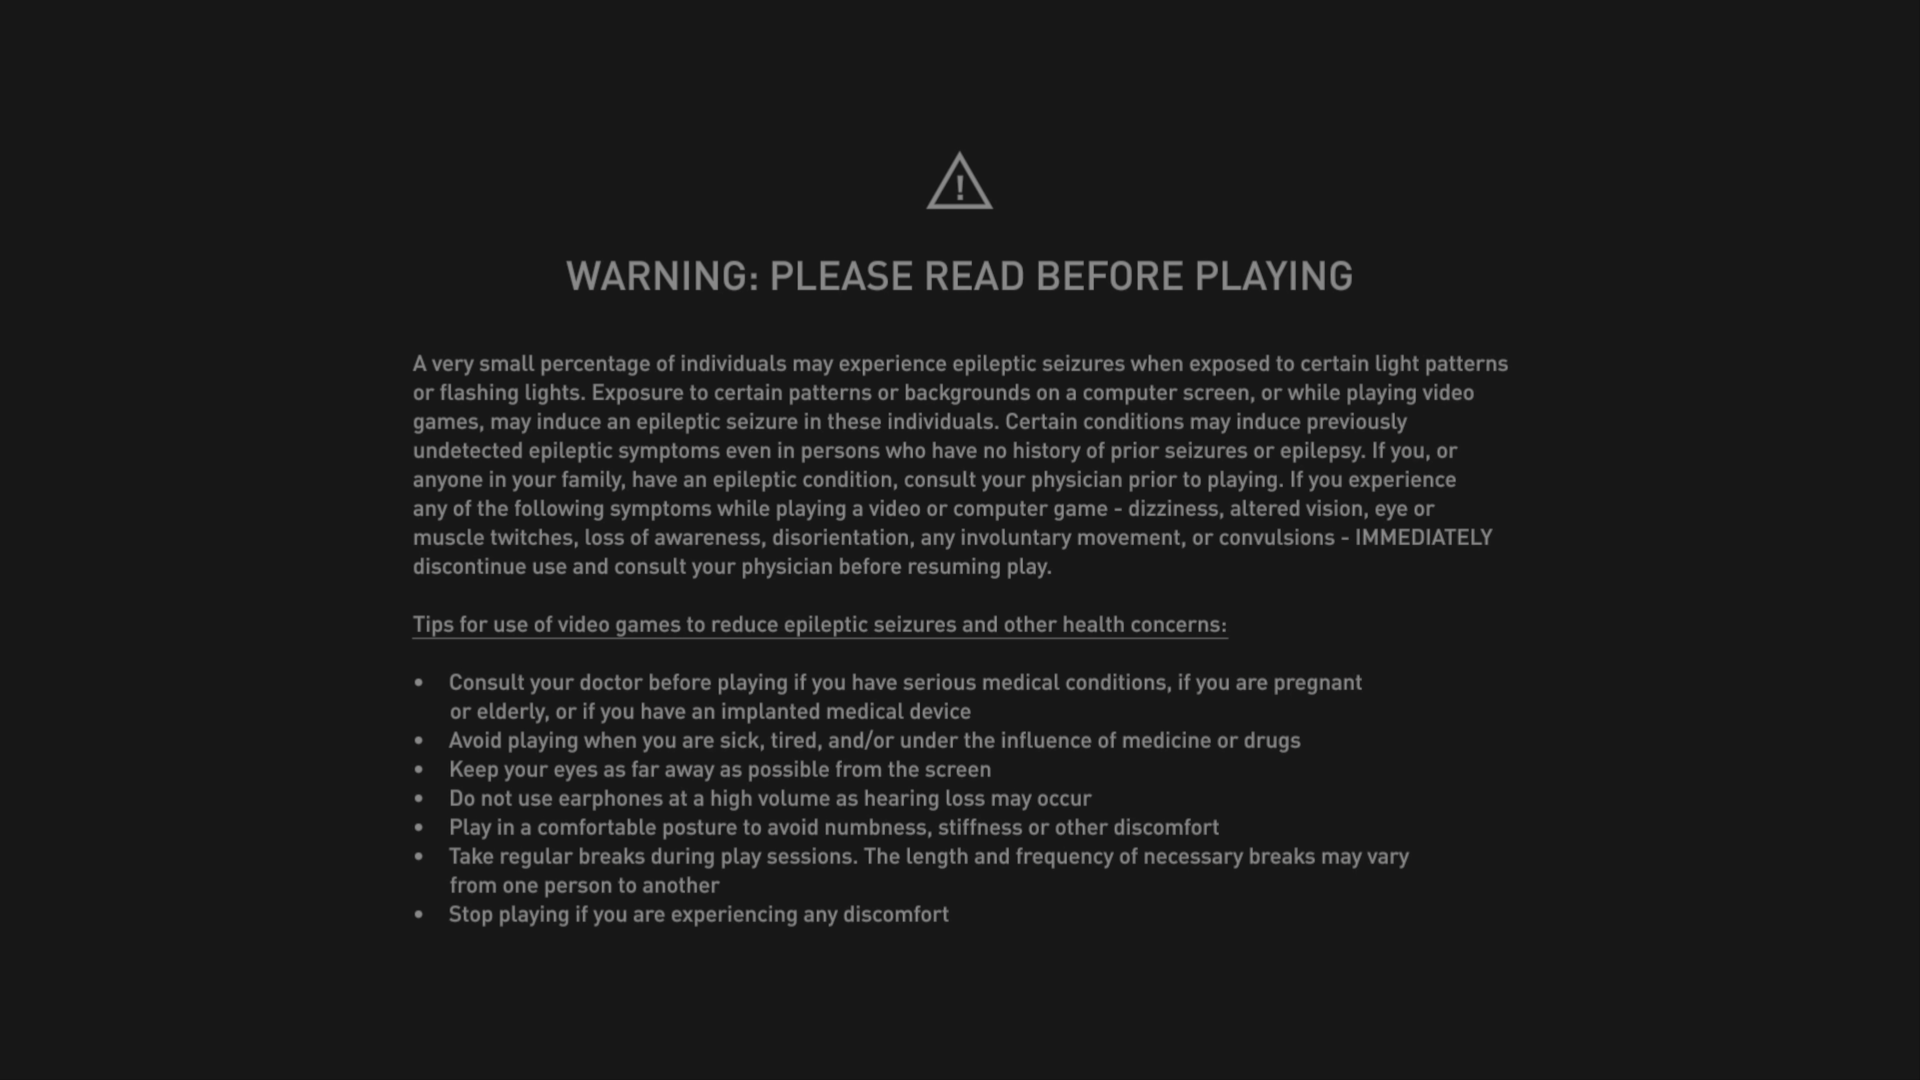 !
WARNING: PLEASE READ BEFORE PLAYING
A very small percentage of individuals may experience epileptic seizures when exposed to certain light patterns
or flashing lights. Exposure to certain patterns or backgrounds on a computer screen, or while playing video
games, may induce an epileptic seizure in these individuals. Certain conditions may induce previously
undetected epileptic symptoms even in persons who have no history of prior seizures or epilepsy. If you, or
anyone in your family, have an epileptic condition, consult your physician prior to playing. If you experience
any of the following symptoms while playing a video or computer game - dizziness, altered vision, eye or
muscle twitches, loss of awareness, disorientation, any involuntary movement, or convulsions - IMMEDIATELY
discontinue use and consult your physician before resuming play.
Tips for use of video games to reduce epileptic seizures and other health concerns:
• Consult your doctor before playing if you have serious medical conditions, if you are pregnant
or elderly, or if you have an implanted medical device
• Avoid playing when you are sick, tired, and/or under the influence of medicine or drugs
• Keep your eyes as far away as possible from the screen
• Do not use earphones at a high volume as hearing loss may occur
• Play in a comfortable posture to avoid numbness, stiffness or other discomfort
• Take regular breaks during play sessions. The length and frequency of necessary breaks may vary
from one person to another
• Stop playing if you are experiencing any discomfort